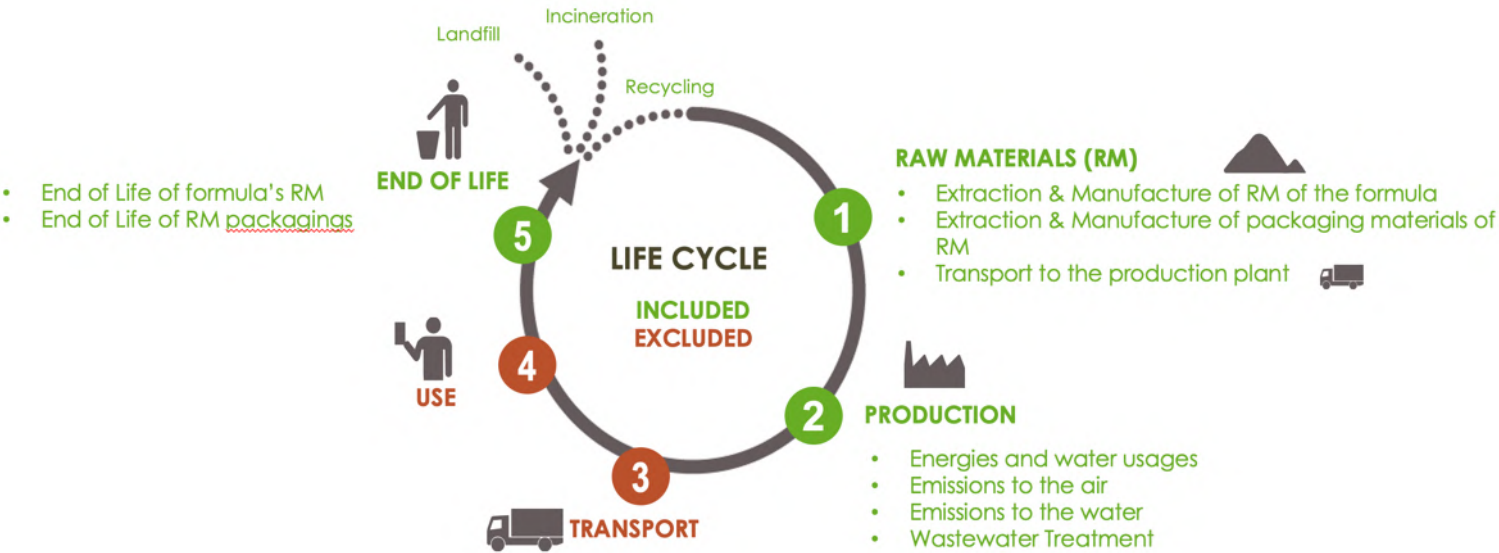 Incineration
Landfill
Recycling
END OF LIFE
• End of Life of formula's RM
• End of Life of RM packagings
5
1
RAW MATERIALS (RM)
• Extraction & Manufacture of RM of the formula
• Extraction & Manufacture of packaging materials of
RM
• Transport to the production plant
LIFE CYCLE
INCLUDED
EXCLUDED
4
USE
2
PRODUCTION
• Energies and water usages
• Emissions to the air
• Emissions to the water
• Wastewater Treatment
3
TRANSPORT